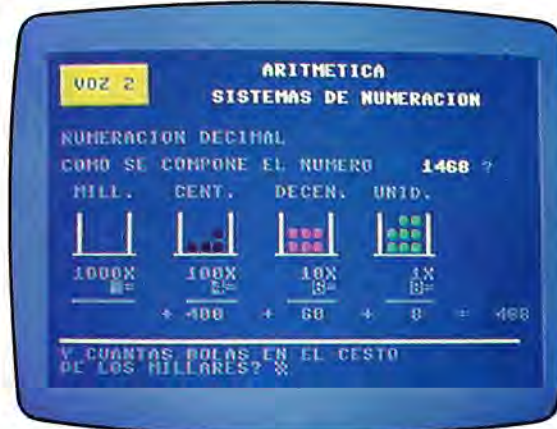 VOZ 2
ARITMETICA
SISTEMAS DE NUMERACION
NUMERACION DECIMAL
COMO SE COMPONE EL NUMERO 1468 ?
MILL. CENT. DECEN. UNID.
1000X 100X 10X 1X
+ 400 + 60 + 8 = 468
Y CUANTAS BOLAS EN EL CESTO
DE LOS MILLARES?